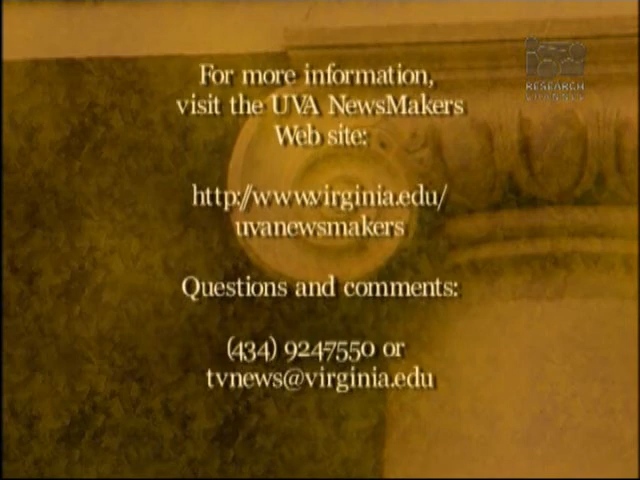 For more information,
visit the UVA NewsMakers
Web site:
http://www.virginia.edu/
uvanewsmakers
Questions and comments:
(434) 924-7550 or
tvnews@virginia.edu
RESEARCH